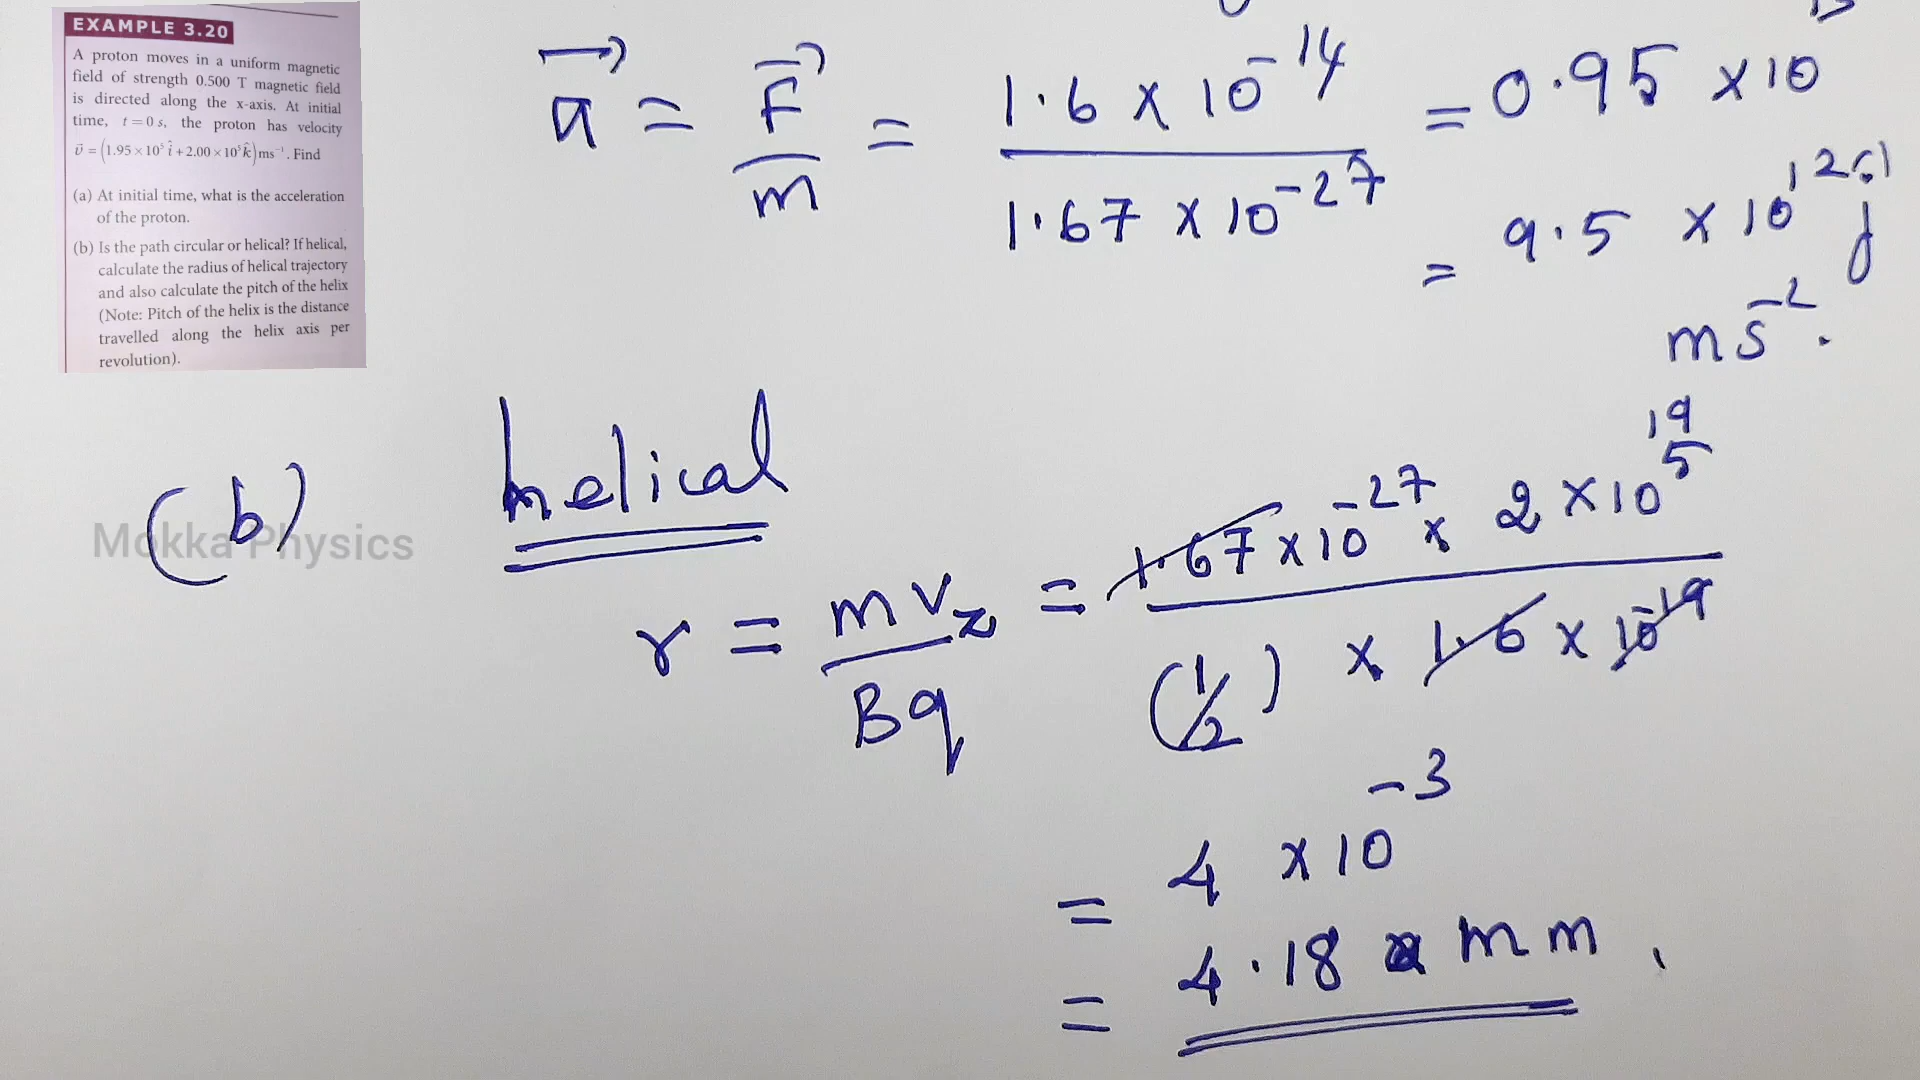 EXAMPLE 3.20
A proton moves in a uniform magnetic
field of strength 0.500 T magnetic field
is directed along the x-axis. At initial
time, t = 0 s, the proton has velocity
υ⃗ = (1.95 × 10⁵ î + 2.00 × 10⁵ k̂) ms⁻¹. Find
(a) At initial time, what is the acceleration
of the proton.
(b) Is the path circular or helical? If helical,
calculate the radius of helical trajectory
and also calculate the pitch of the helix
(Note: Pitch of the helix is the distance
travelled along the helix axis per
revolution).
a⃗ = F⃗/m = 1.6 × 10⁻¹⁴ / 1.67 × 10⁻²⁷ = 0.95 × 10¹³
= 9.5 × 10¹² ĵ
ms⁻².
(b) helical
Mokka Physics
r = mv_z / Bq = 1.67 × 10⁻²⁷ × 2 × 10⁵ ¹⁹ / (1/2) × 1.6 × 10⁻¹⁹
= 4 × 10⁻³
= 4.18 mm.